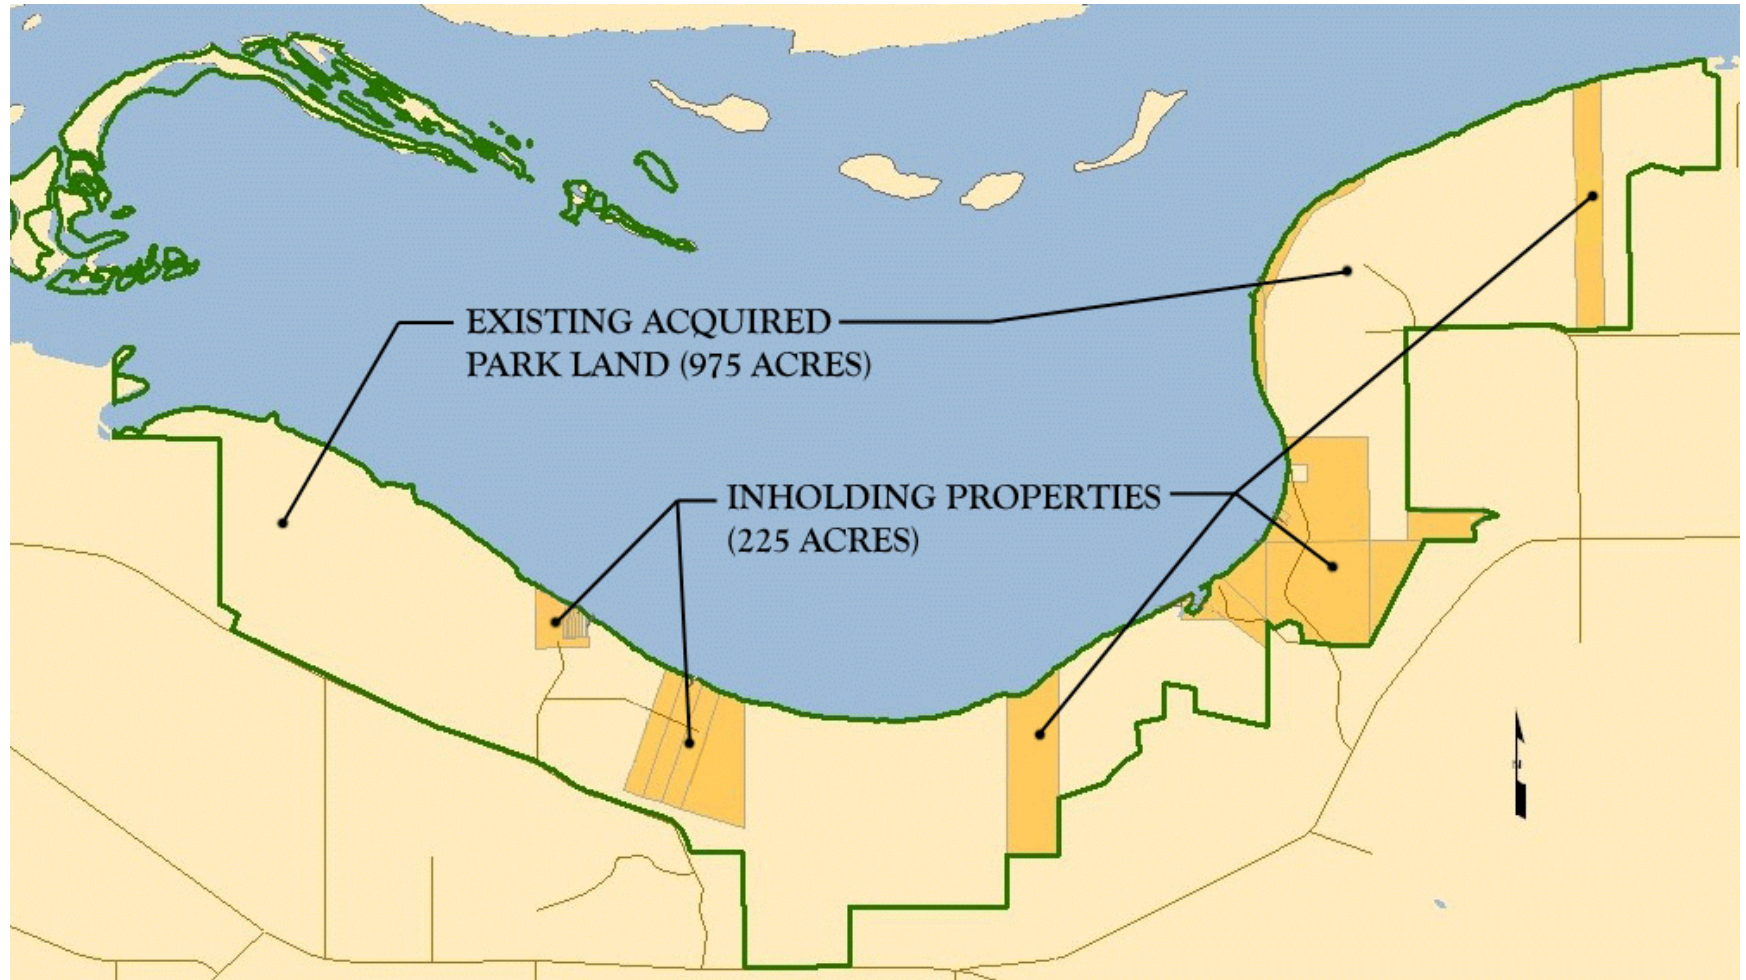 EXISTING ACQUIRED
PARK LAND (975 ACRES)
INHOLDING PROPERTIES
(225 ACRES)
N